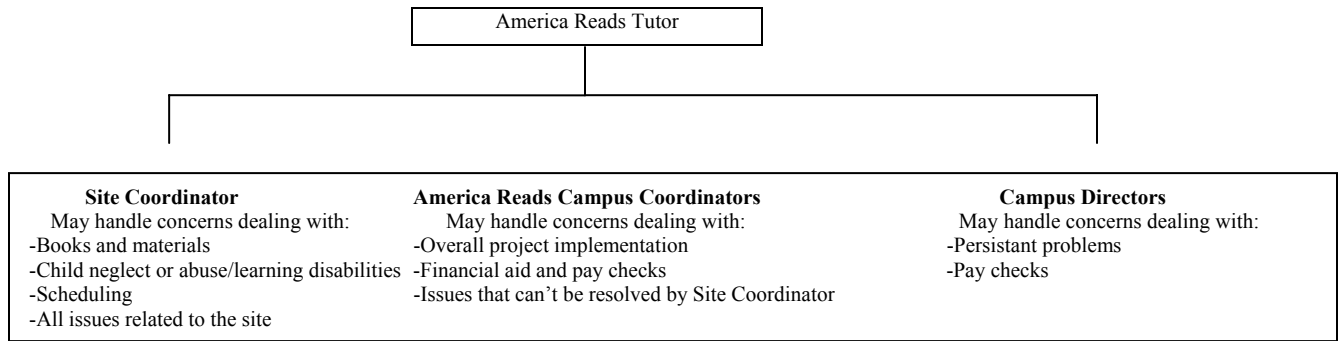 America Reads Tutor
Site Coordinator
May handle concerns dealing with:
-Books and materials
-Child neglect or abuse/learning disabilities
-Scheduling
-All issues related to the site
America Reads Campus Coordinators
May handle concerns dealing with:
-Overall project implementation
-Financial aid and pay checks
-Issues that can’t be resolved by Site Coordinator
Campus Directors
May handle concerns dealing with:
-Persistant problems
-Pay checks